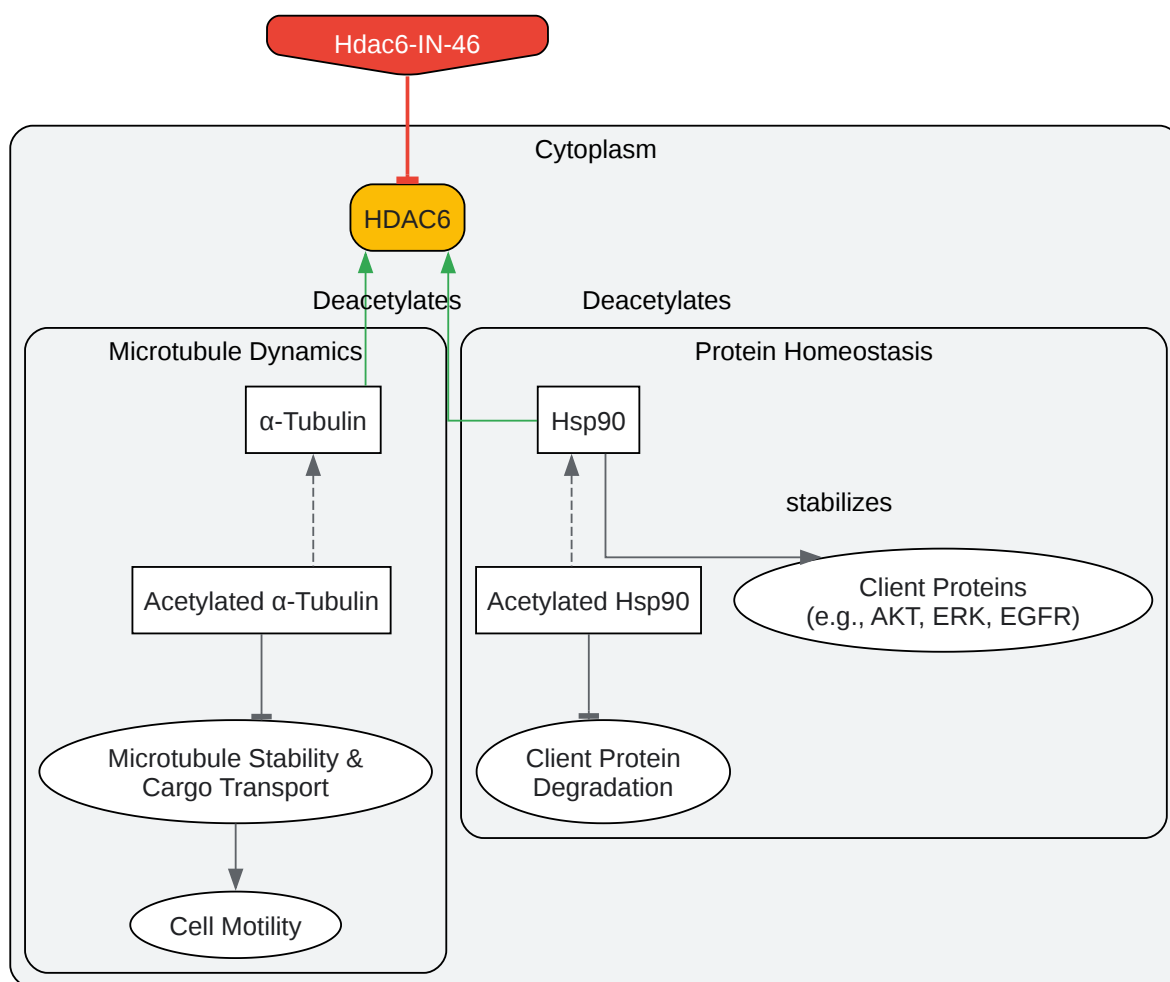 Hdac6-IN-46
Cytoplasm
HDAC6
Deacetylates
Deacetylates
Microtubule Dynamics
Protein Homeostasis
α-Tubulin
Hsp90
stabilizes
Acetylated α-Tubulin
Acetylated Hsp90
Client Proteins
(e.g., AKT, ERK, EGFR)
Microtubule Stability &
Cargo Transport
Client Protein
Degradation
Cell Motility